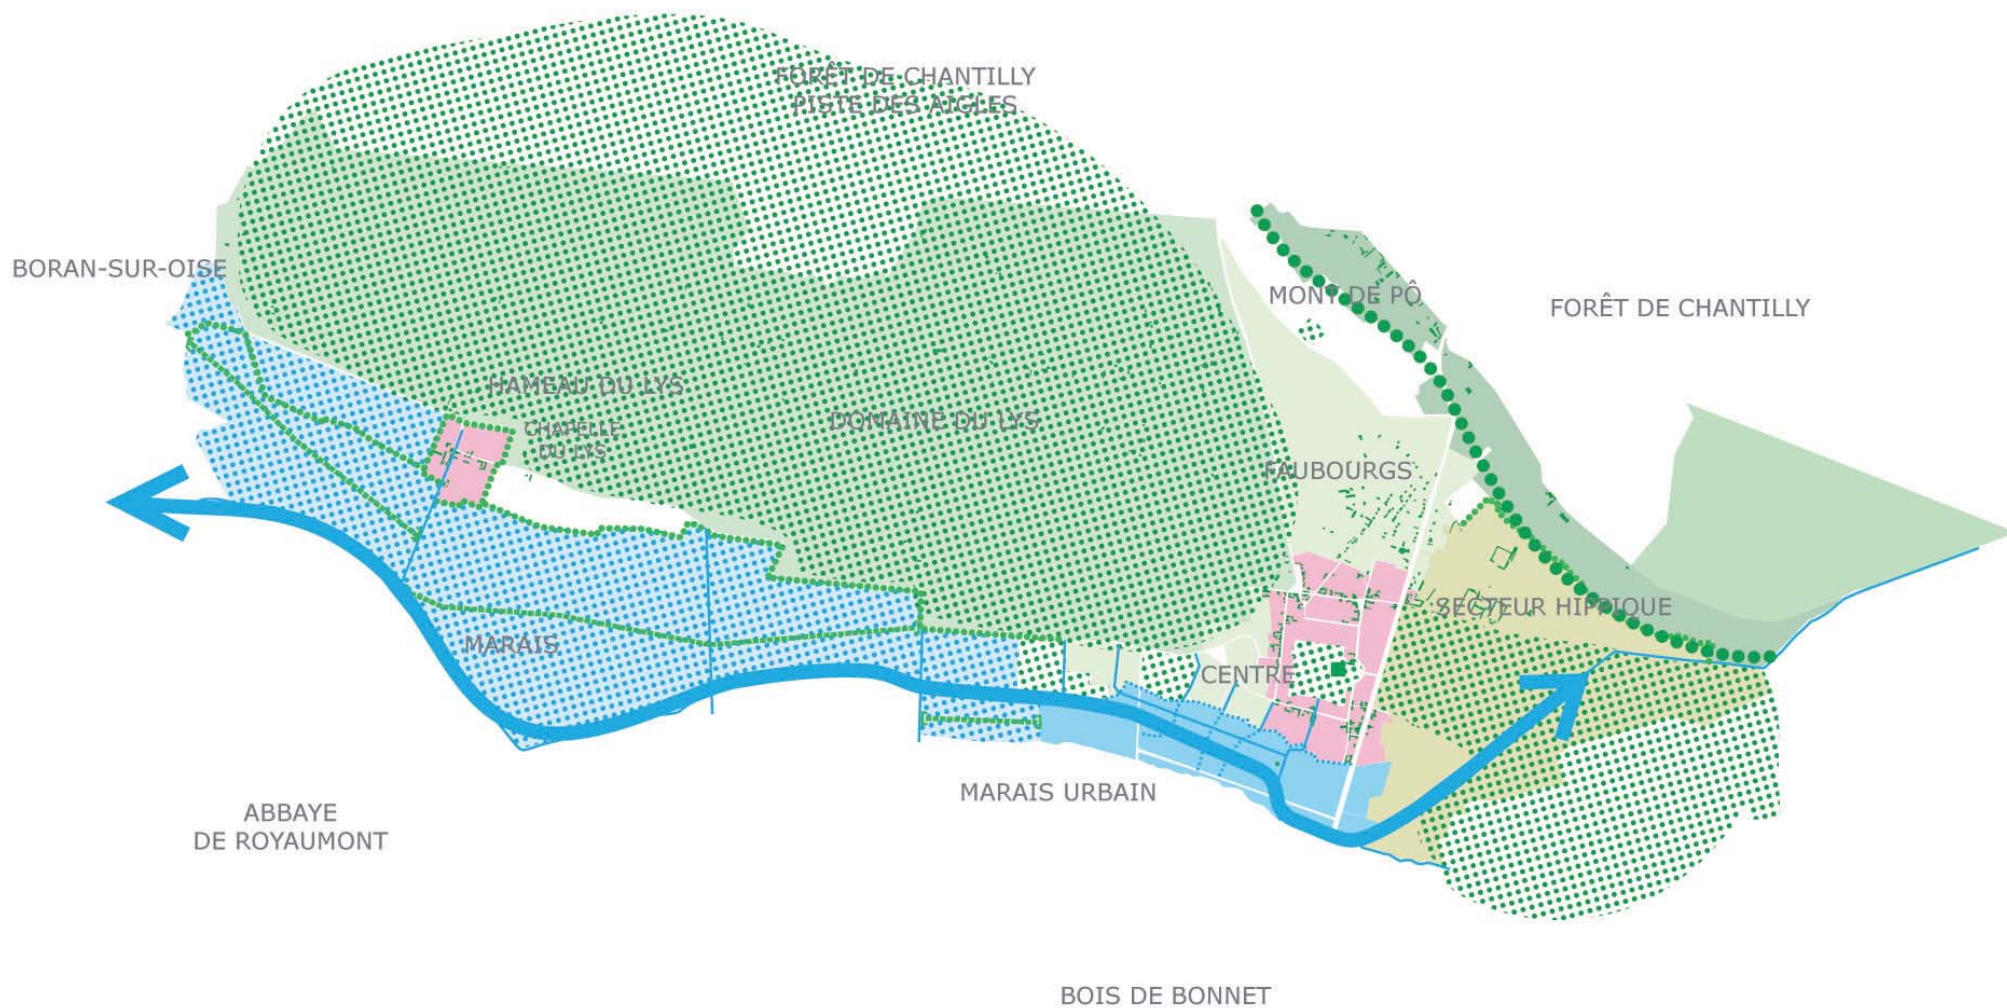 FORÊT DE CHANTILLY
PISTE DES AIGLES
BORAN-SUR-OISE
MONT DE PÔ
FORÊT DE CHANTILLY
HAMEAU DU LYS
CHAPELLE
DU LYS
DOMAINE DU LYS
FAUBOURGS
SECTEUR HIPPIQUE
MARAIS
CENTRE
MARAIS URBAIN
ABBAYE
DE ROYAUMONT
BOIS DE BONNET